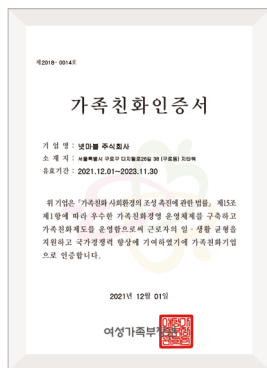 제2018- 0014호
가족친화인증서
기 업 명 : 넷마블 주식회사
소 재 지 : 서울특별시 구로구 디지털로26길 38 (구로동) 지타워
유효기간 : 2021.12.01~2023.11.30
위 기업은 「가족친화 사회환경의 조성 촉진에 관한 법률」 제15조
제1항에 따라 우수한 가족친화경영 운영체제를 구축하고
가족친화제도를 운영함으로써 근로자의 일·생활 균형을
지원하고 국가경쟁력 향상에 기여하였기에 가족친화기업
으로 인증합니다.
2021년 12월 01일
여성가족부장관